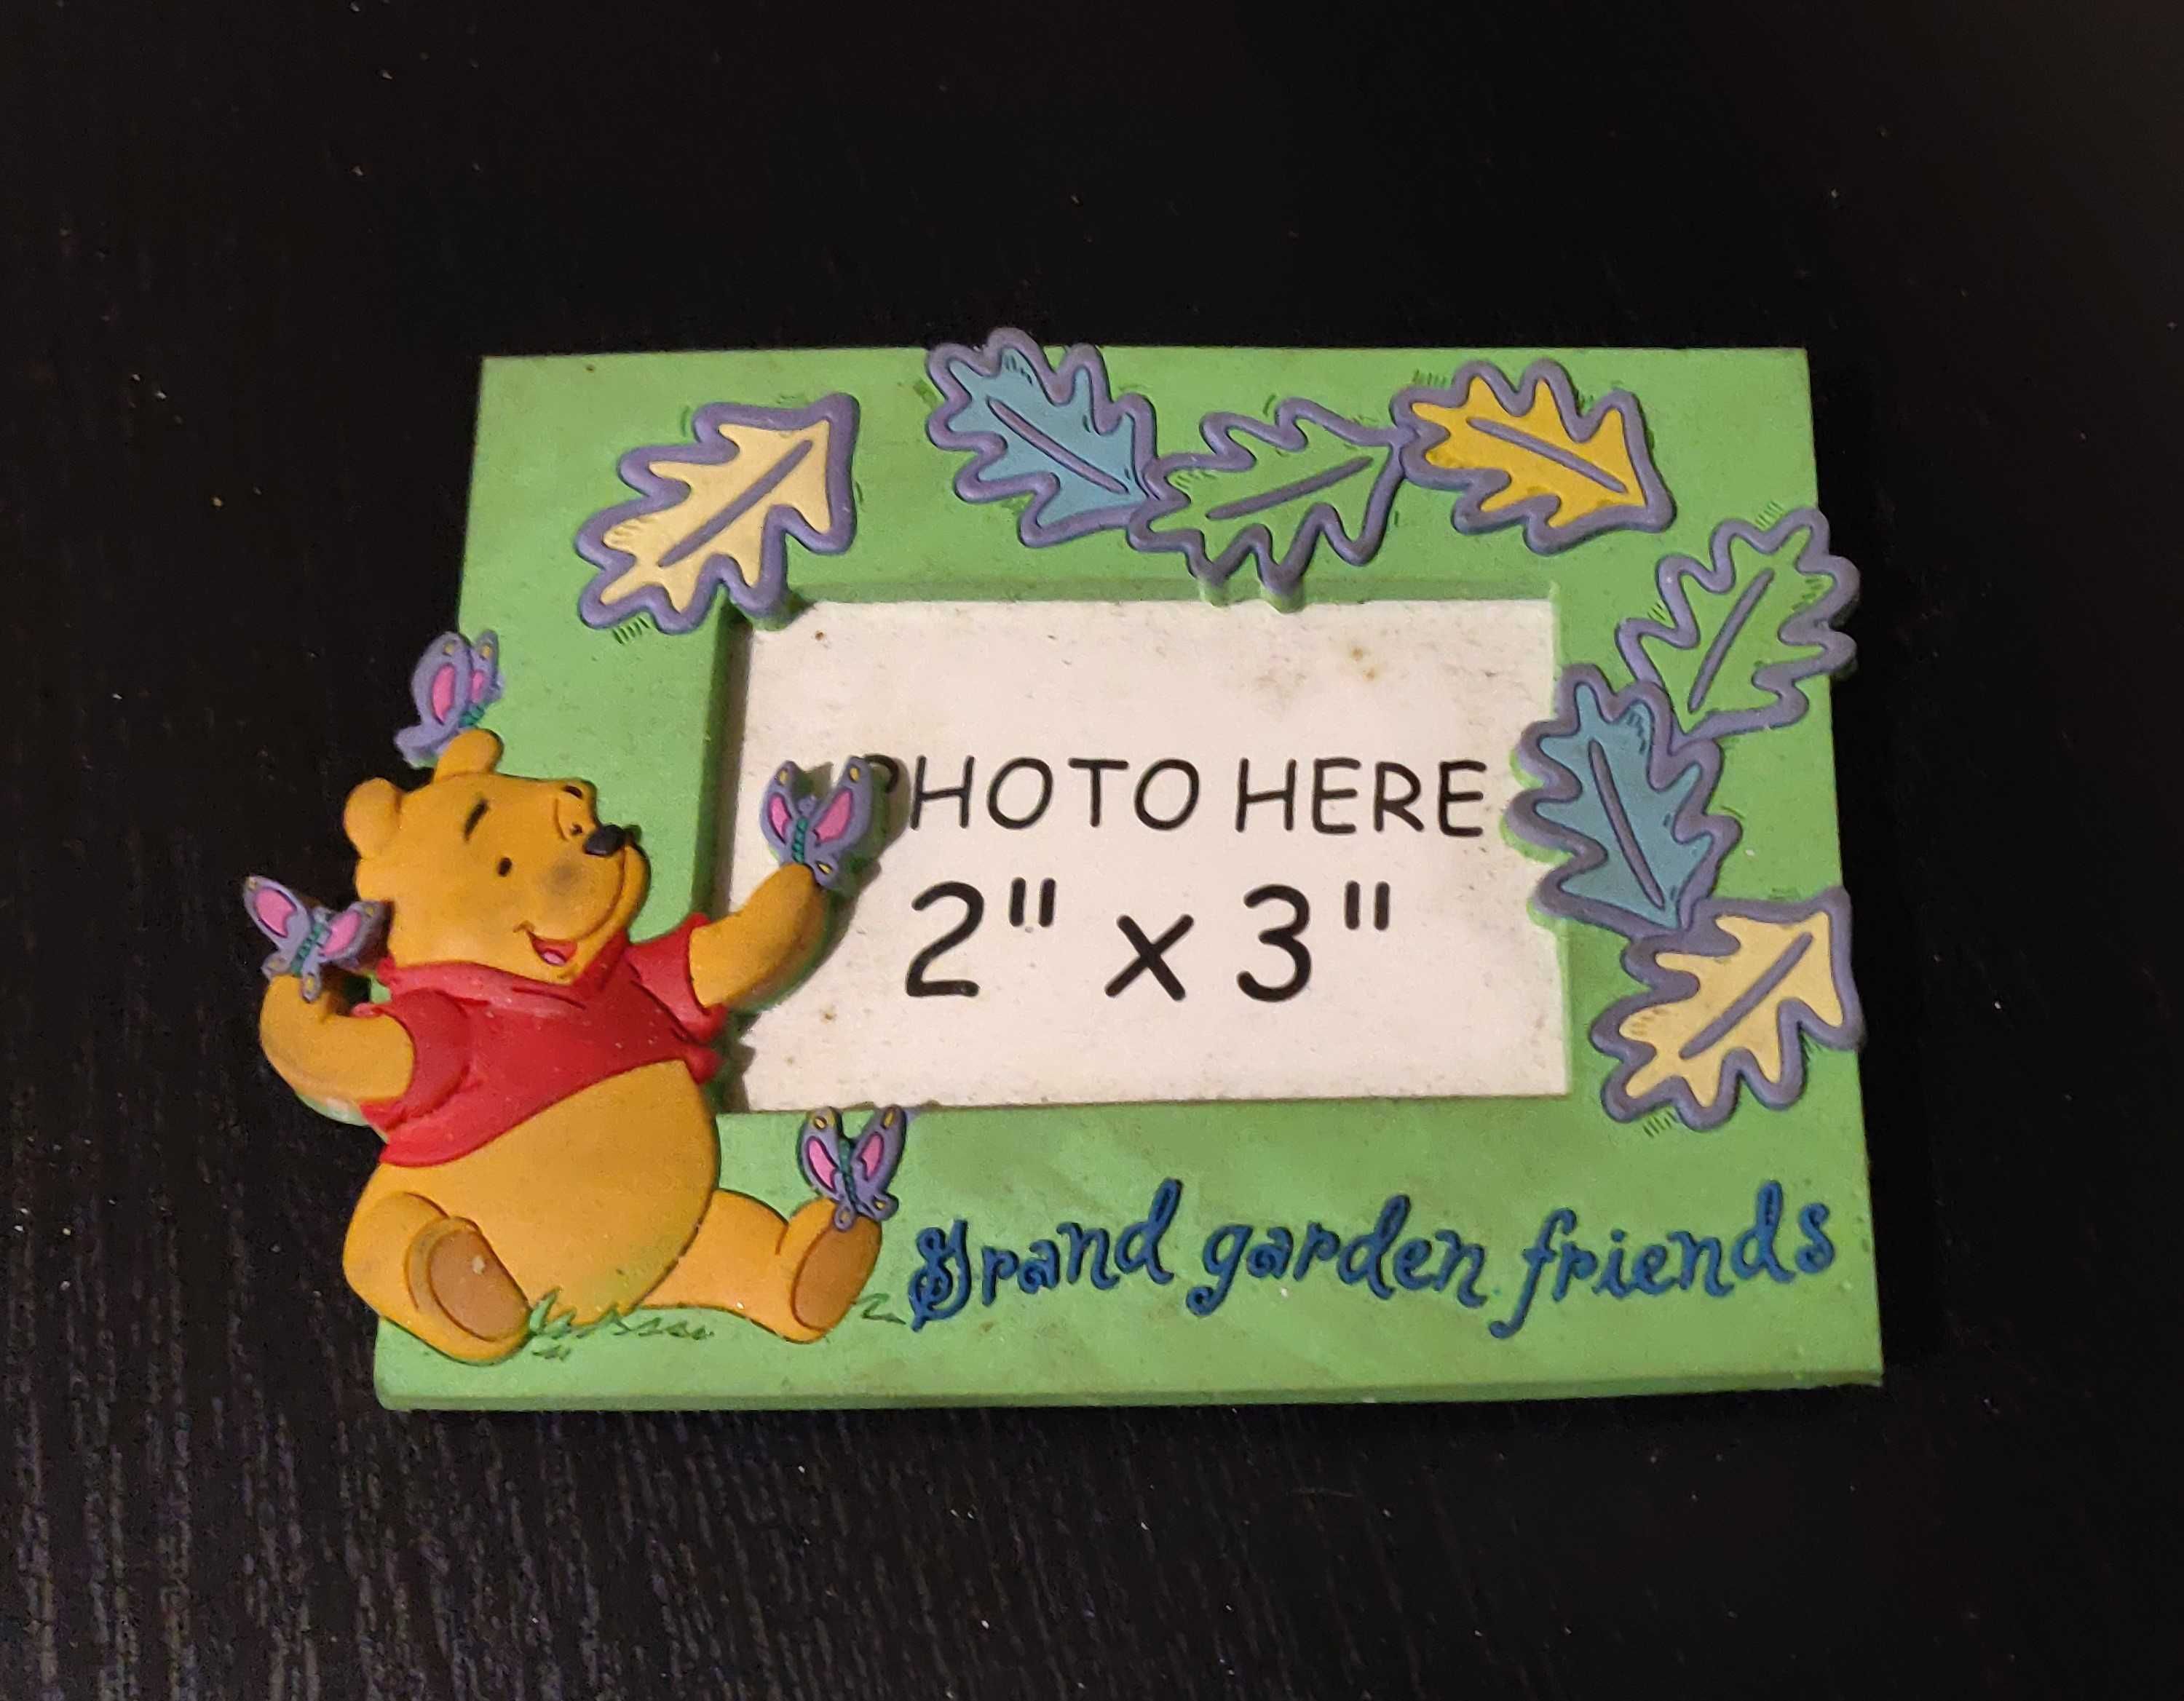 PHOTO HERE
2" x 3"
Grand garden friends